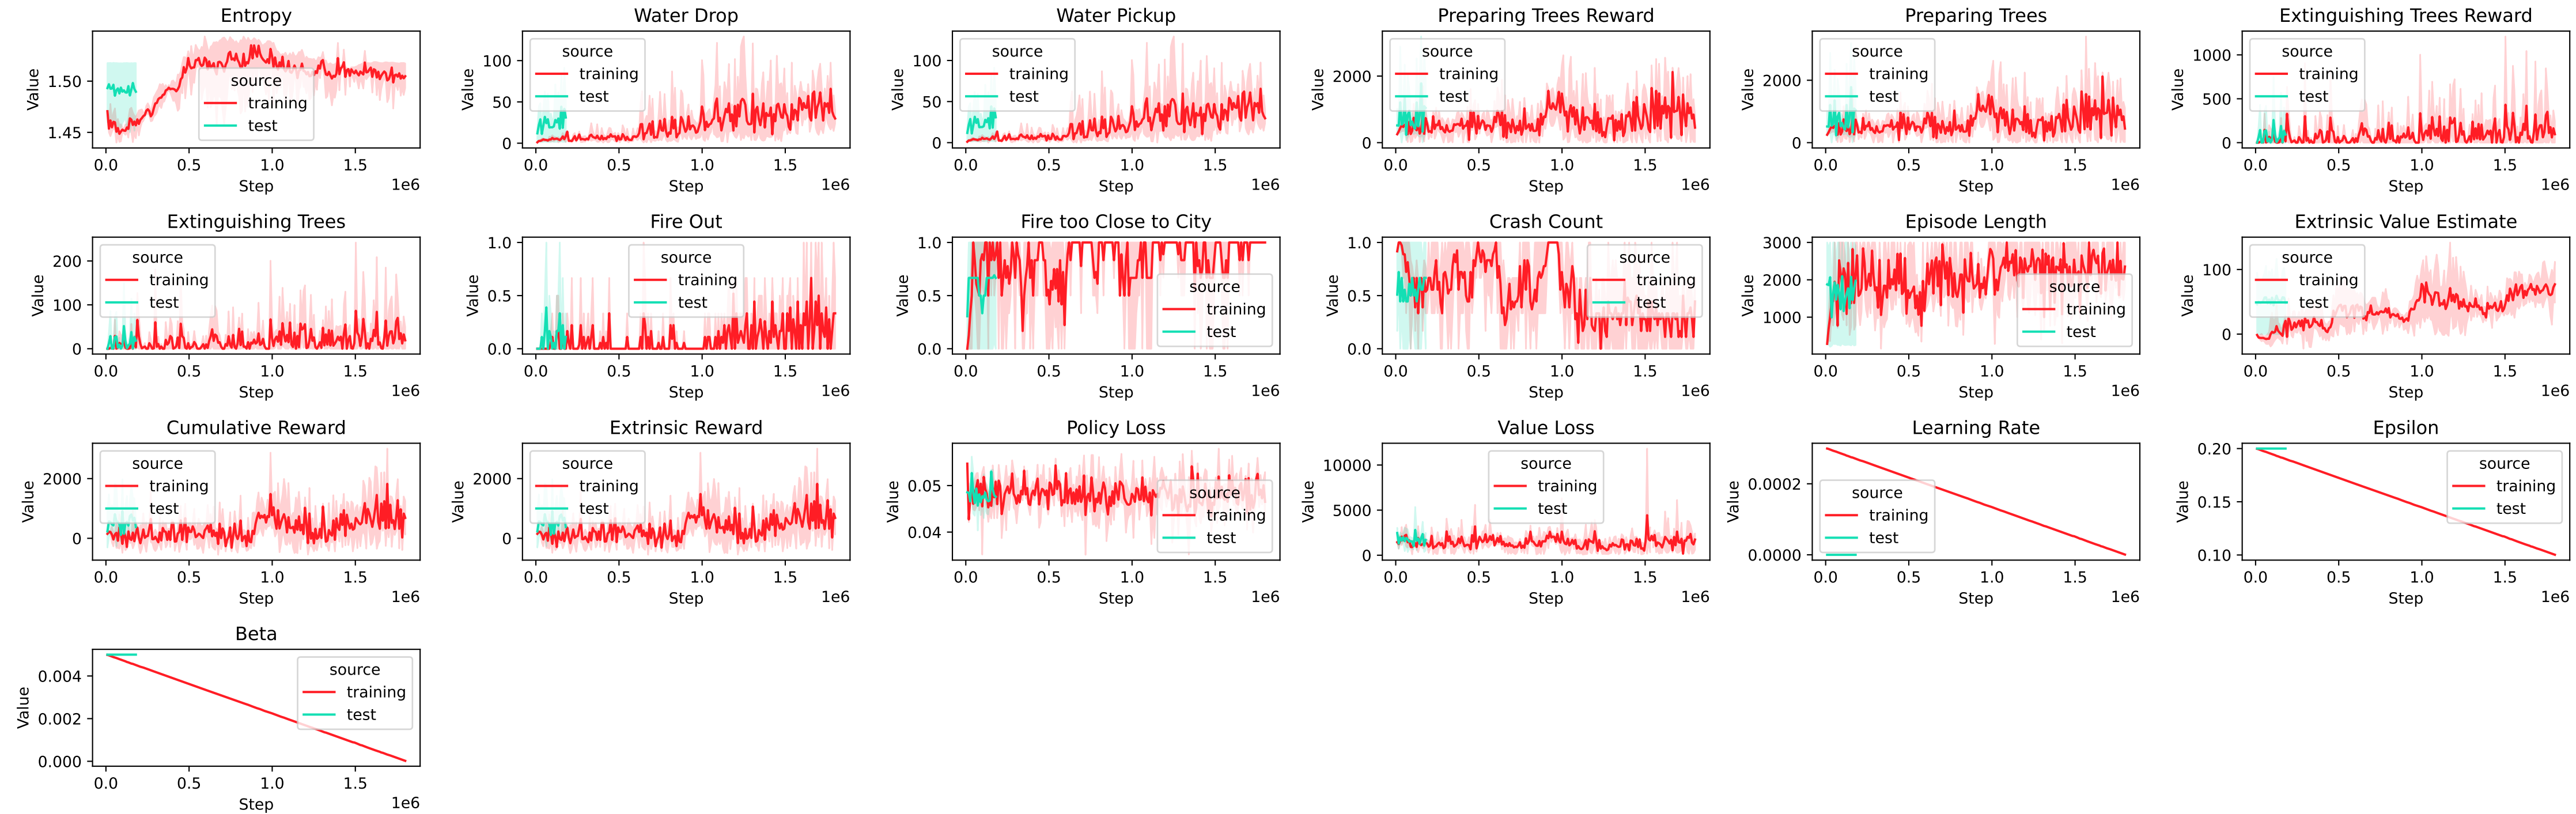 Entropy
Value
1.50
1.45
source
training
test
0.0 0.5 1.0 1.5
Step
1e6
Water Drop
Value
100
50
0
source
training
test
0.0 0.5 1.0 1.5
Step
1e6
Water Pickup
Value
100
50
0
source
training
test
0.0 0.5 1.0 1.5
Step
1e6
Preparing Trees Reward
Value
2000
0
source
training
test
0.0 0.5 1.0 1.5
Step
1e6
Preparing Trees
Value
2000
0
source
training
test
0.0 0.5 1.0 1.5
Step
1e6
Extinguishing Trees Reward
Value
1000
500
0
source
training
test
0.0 0.5 1.0 1.5
Step
1e6
Extinguishing Trees
Value
200
100
0
source
training
test
0.0 0.5 1.0 1.5
Step
1e6
Fire Out
Value
1.0
0.5
0.0
source
training
test
0.0 0.5 1.0 1.5
Step
1e6
Fire too Close to City
Value
1.0
0.5
0.0
source
training
test
0.0 0.5 1.0 1.5
Step
1e6
Crash Count
Value
1.0
0.5
0.0
source
training
test
0.0 0.5 1.0 1.5
Step
1e6
Episode Length
Value
3000
2000
1000
source
training
test
0.0 0.5 1.0 1.5
Step
1e6
Extrinsic Value Estimate
Value
100
0
source
training
test
0.0 0.5 1.0 1.5
Step
1e6
Cumulative Reward
Value
2000
0
source
training
test
0.0 0.5 1.0 1.5
Step
1e6
Extrinsic Reward
Value
2000
0
source
training
test
0.0 0.5 1.0 1.5
Step
1e6
Policy Loss
Value
0.05
0.04
source
training
test
0.0 0.5 1.0 1.5
Step
1e6
Value Loss
Value
10000
5000
0
source
training
test
0.0 0.5 1.0 1.5
Step
1e6
Learning Rate
Value
0.0002
0.0000
source
training
test
0.0 0.5 1.0 1.5
Step
1e6
Epsilon
Value
0.20
0.15
0.10
source
training
test
0.0 0.5 1.0 1.5
Step
1e6
Beta
Value
0.004
0.002
0.000
source
training
test
0.0 0.5 1.0 1.5
Step
1e6